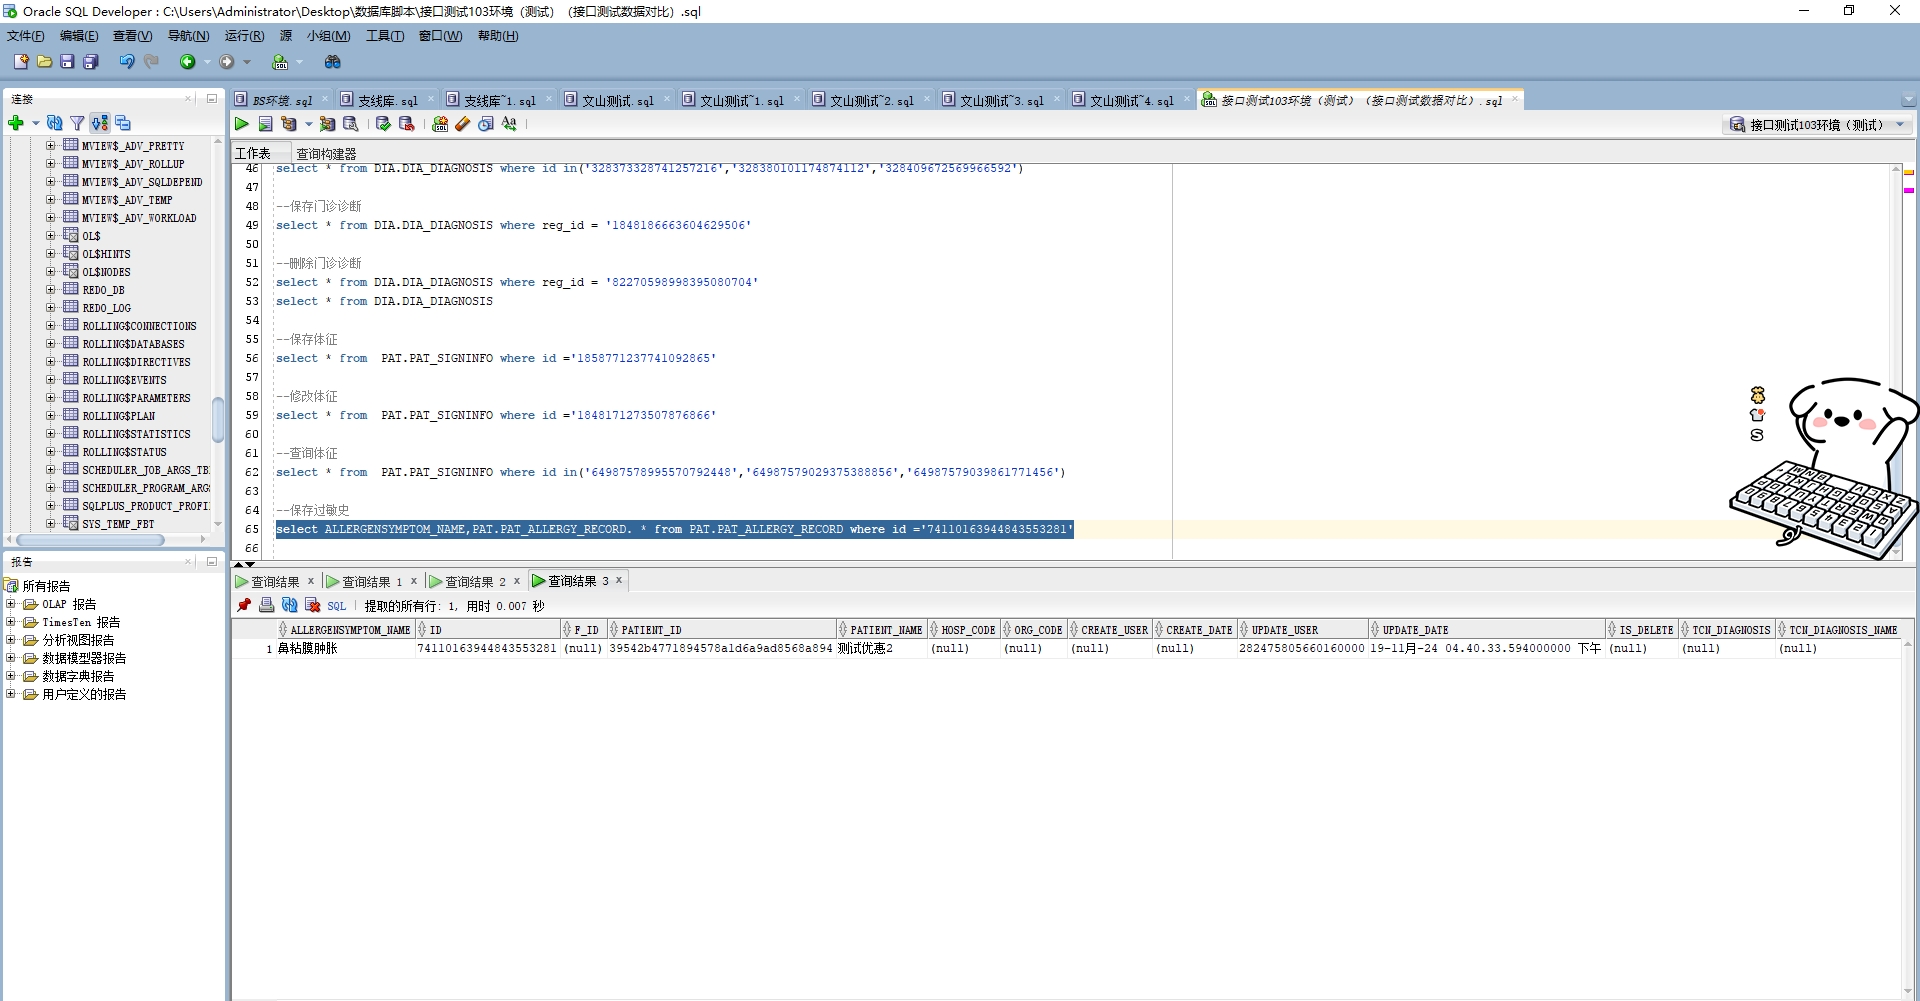 Oracle SQL Developer : C:\Users\Administrator\Desktop\数据库脚本\接口测试103环境（测试）（接口测试数据对比）.sql
文件(F) 编辑(E) 查看(V) 导航(N) 运行(R) 源 小组(M) 工具(T) 窗口(W) 帮助(H)
连接
BS环境.sql 支线库.sql 支线库~1.sql 文山测试.sql 文山测试~1.sql 文山测试~2.sql 文山测试~3.sql 文山测试~4.sql 接口测试103环境（测试）（接口测试数据对比）.sql
接口测试103环境（测试）
工作表 查询构建器
MVIEW$_ADV_PRETTY
MVIEW$_ADV_ROLLUP
MVIEW$_ADV_SQLDEPEND
MVIEW$_ADV_TEMP
MVIEW$_ADV_WORKLOAD
OL$
OL$HINTS
OL$NODES
REDO_DB
REDO_LOG
ROLLING$CONNECTIONS
ROLLING$DATABASES
ROLLING$DIRECTIVES
ROLLING$EVENTS
ROLLING$PARAMETERS
ROLLING$PLAN
ROLLING$STATISTICS
ROLLING$STATUS
SCHEDULER_JOB_ARGS_TB
SCHEDULER_PROGRAM_ARG
SQLPLUS_PRODUCT_PROFI
SYS_TEMP_FBT
46 select * from DIA.DIA_DIAGNOSIS where id in('328373328741257216','328380101174874112','328409672569966592')
47
48 --保存门诊诊断
49 select * from DIA.DIA_DIAGNOSIS where reg_id = '1848186663604629506'
50
51 --删除门诊诊断
52 select * from DIA.DIA_DIAGNOSIS where reg_id = '82270598998395080704'
53 select * from DIA.DIA_DIAGNOSIS
54
55 --保存体征
56 select * from  PAT.PAT_SIGNINFO where id ='1858771237741092865'
57
58 --修改体征
59 select * from  PAT.PAT_SIGNINFO where id ='1848171273507876866'
60
61 --查询体征
62 select * from  PAT.PAT_SIGNINFO where id in('64987578995570792448','64987579029375388856','64987579039861771456')
63
64 --保存过敏史
65 select ALLERGENSYMPTOM_NAME,PAT.PAT_ALLERGY_RECORD. * from PAT.PAT_ALLERGY_RECORD where id ='74110163944843553281'
66
报告
所有报告
OLAP 报告
TimesTen 报告
分析视图报告
数据模型器报告
数据字典报告
用户定义的报告
查询结果 x 查询结果 1 x 查询结果 2 x 查询结果 3 x
SQL | 提取的所有行: 1, 用时 0.007 秒
ALLERGENSYMPTOM_NAME ID F_ID PATIENT_ID PATIENT_NAME HOSP_CODE ORG_CODE CREATE_USER CREATE_DATE UPDATE_USER UPDATE_DATE IS_DELETE TCN_DIAGNOSIS TCN_DIAGNOSIS_NAME
1 鼻粘膜肿胀 74110163944843553281 (null) 39542b4771894578a1d6a9ad8568a894 测试优惠2 (null) (null) (null) (null) 282475805660160000 19-11月-24 04.40.33.594000000 下午 (null) (null) (null)